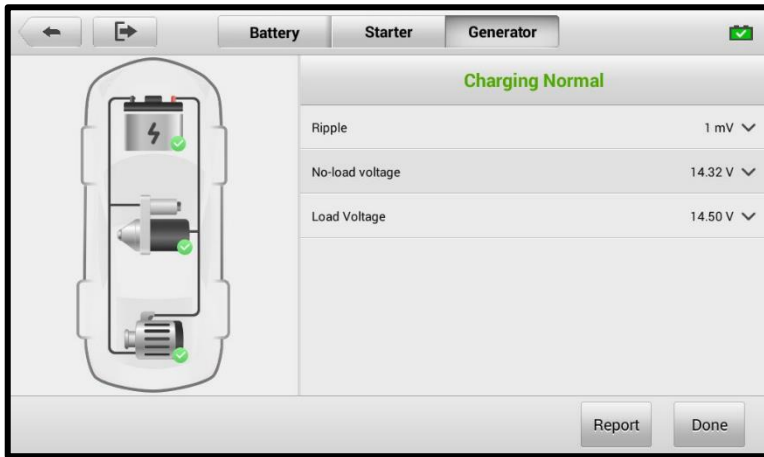 Battery Starter Generator
Charging Normal
Ripple 1 mV
No-load voltage 14.32 V
Load Voltage 14.50 V
Report Done